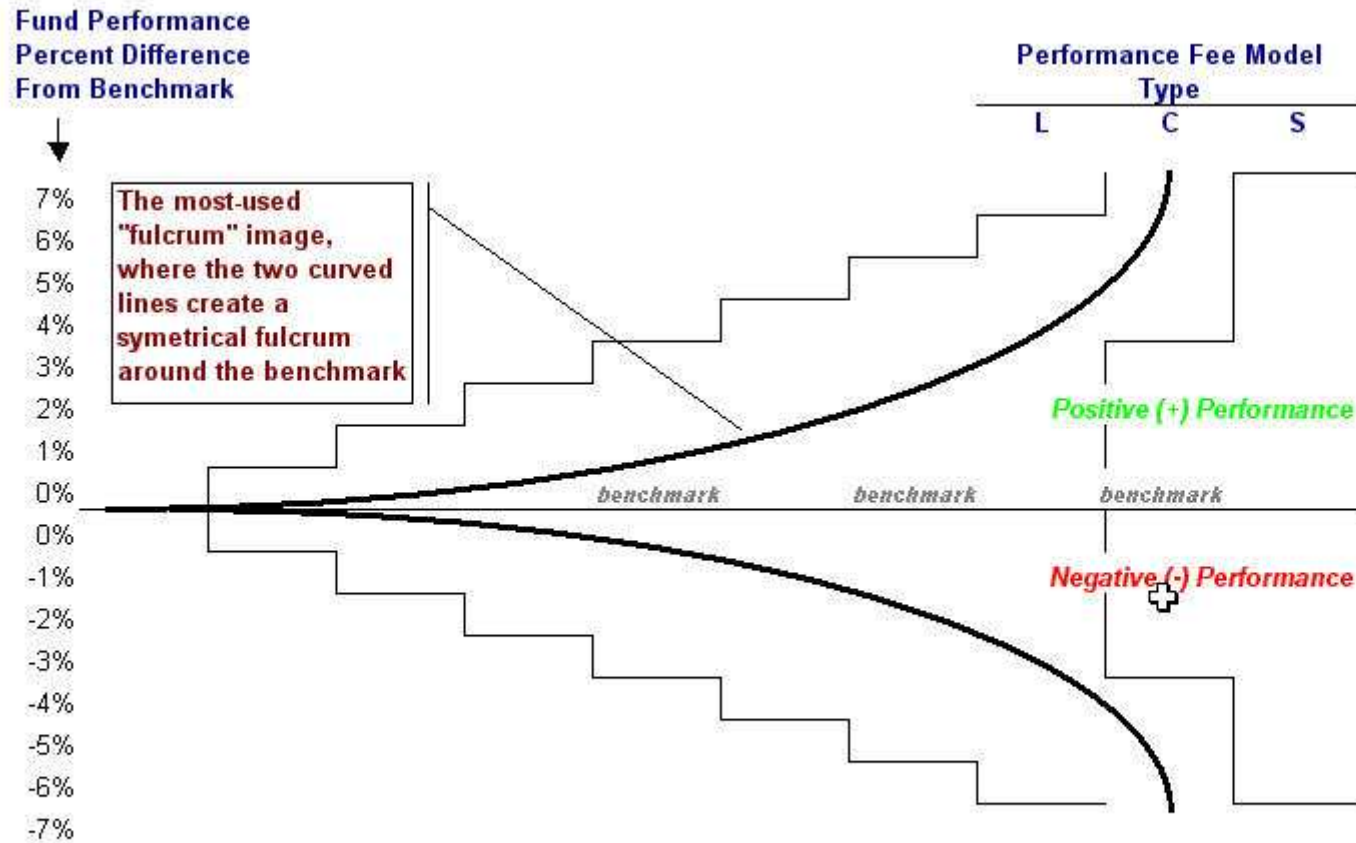 Fund Performance
Percent Difference
From Benchmark
Performance Fee Model
Type
L C S
7%
6%
5%
4%
3%
2%
1%
0%
0%
-1%
-2%
-3%
-4%
-5%
-6%
-7%
The most-used
"fulcrum" image,
where the two curved
lines create a
symetrical fulcrum
around the benchmark
Positive (+) Performance
benchmark benchmark benchmark
Negative (-) Performance